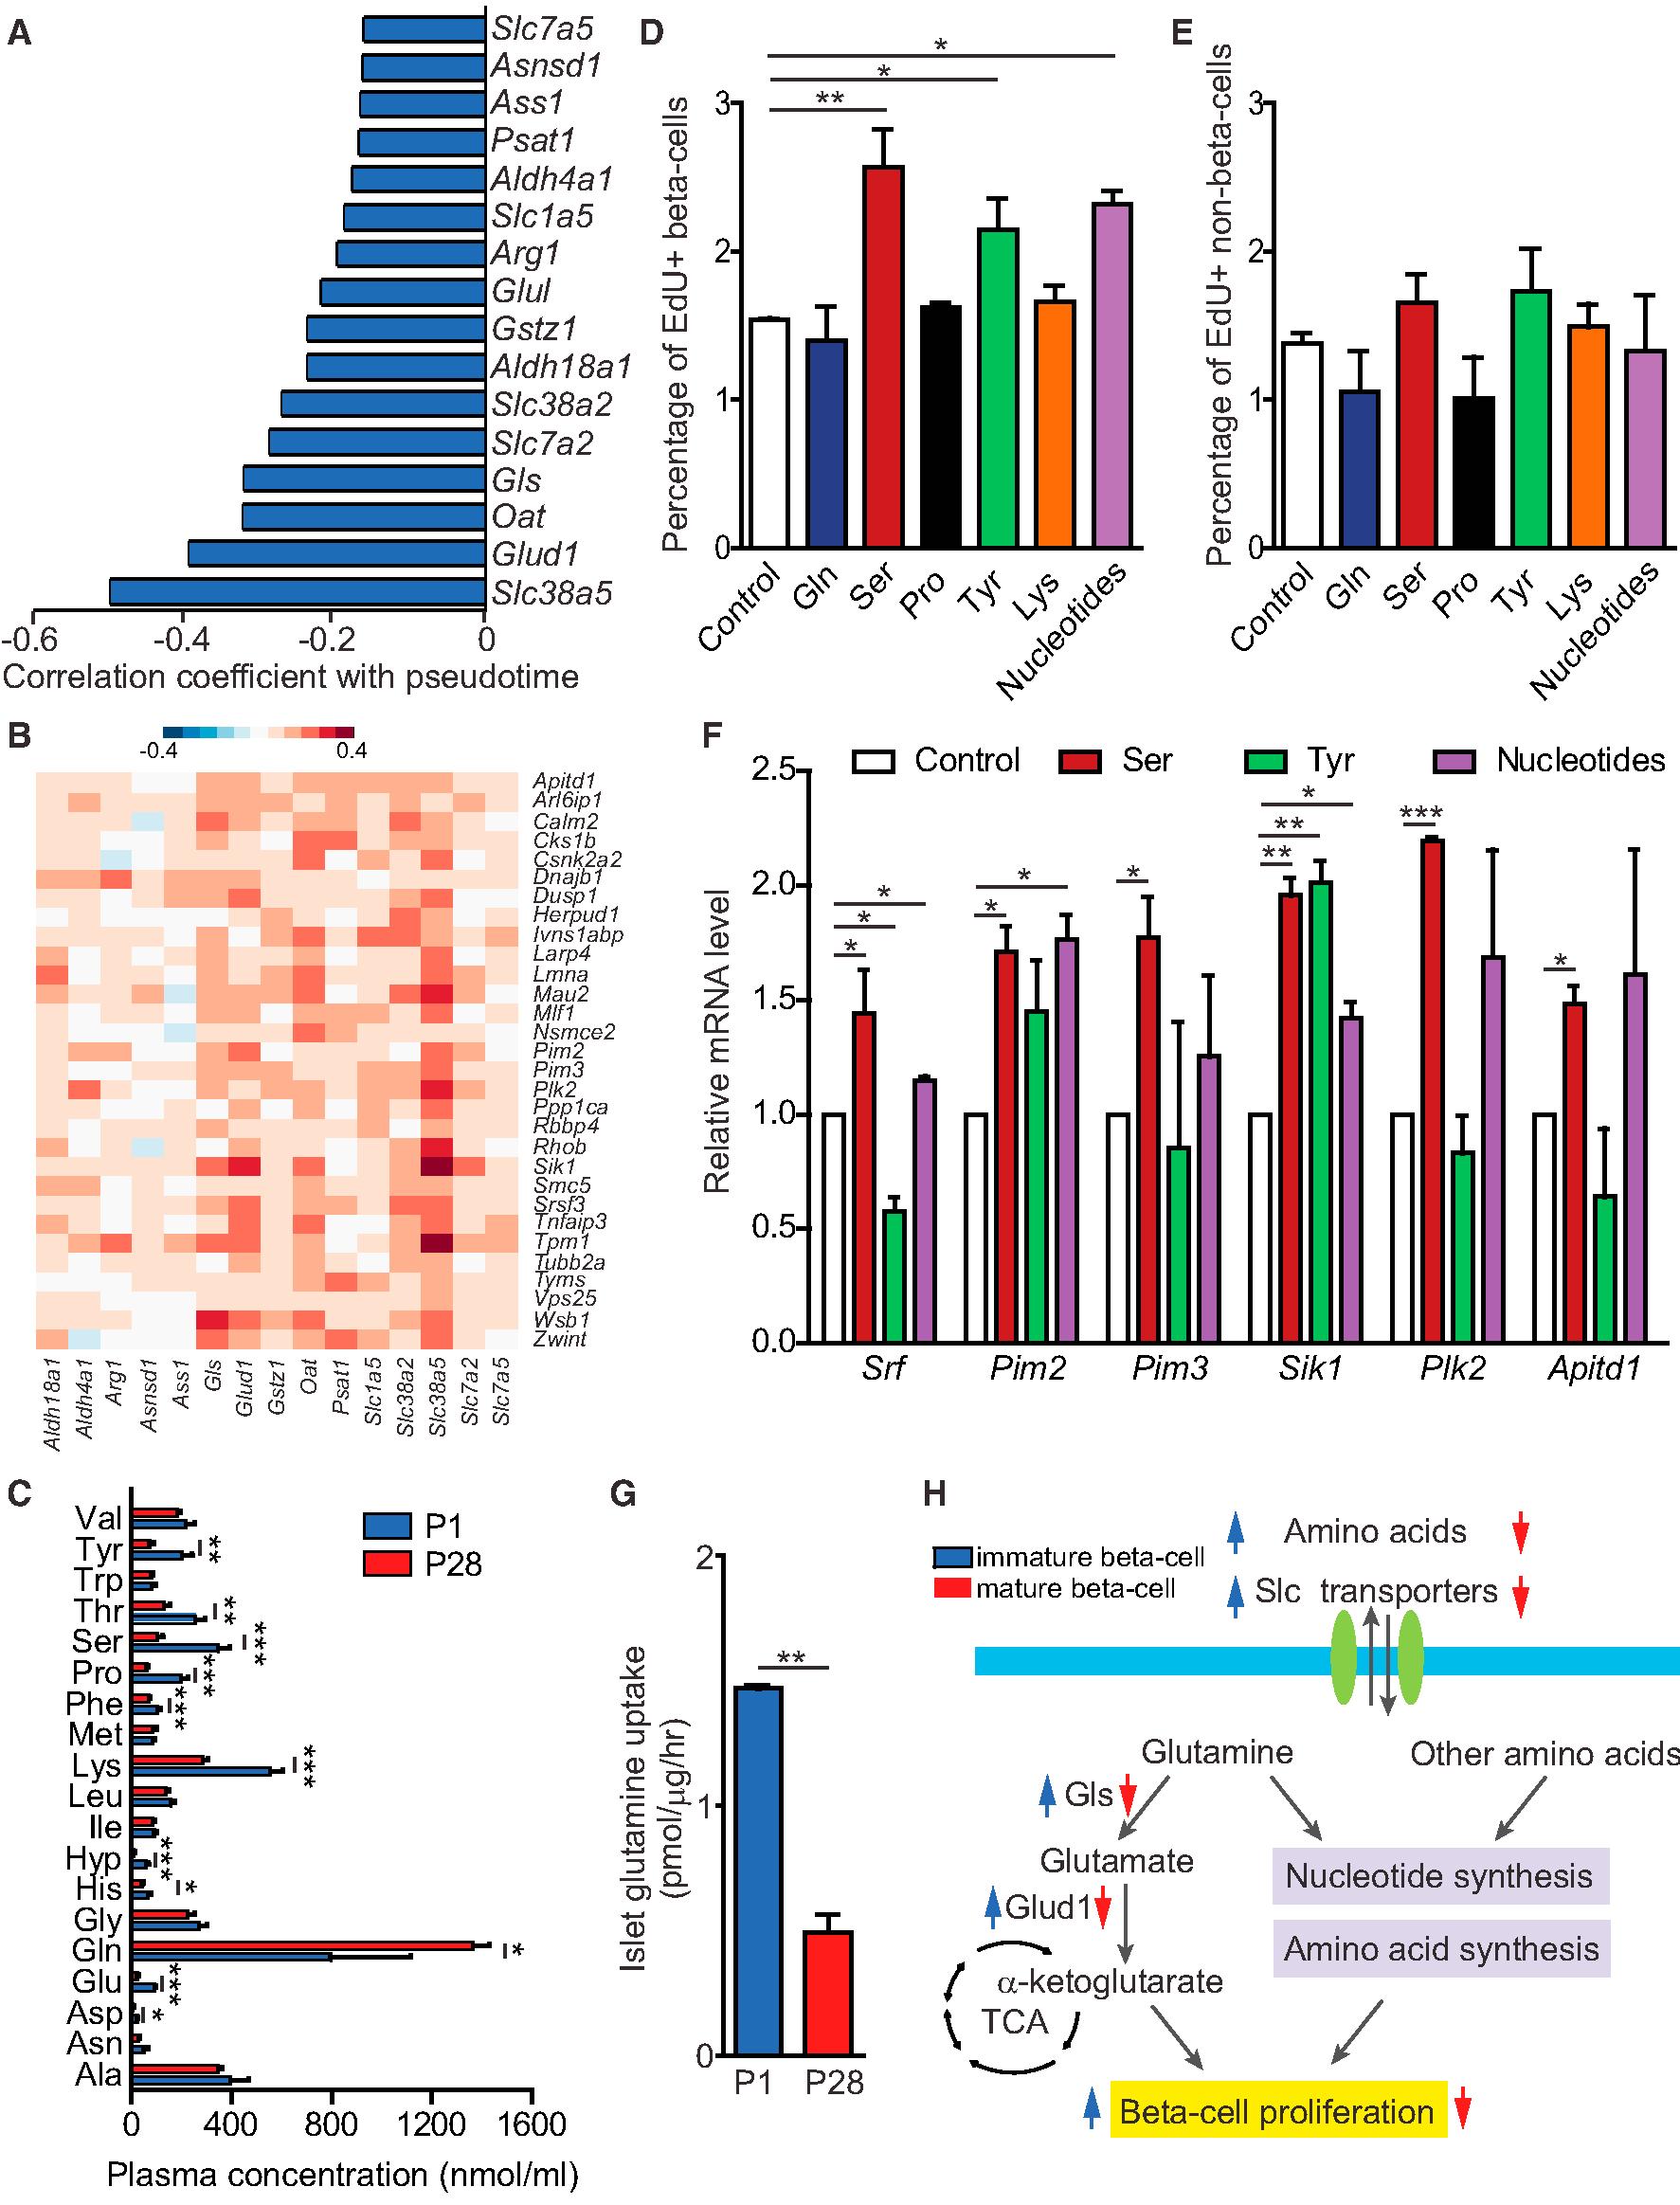 A
Slc7a5
Asnsd1
Ass1
Psat1
Aldh4a1
Slc1a5
Arg1
Glul
Gstz1
Aldh18a1
Slc38a2
Slc7a2
Gls
Oat
Glud1
Slc38a5
-0.6 -0.4 -0.2 0
Correlation coefficient with pseudotime
B
-0.4 0.4
Apitd1
Arl6ip1
Calm2
Cks1b
Csnk2a2
Dnajb1
Dusp1
Herpud1
Ivns1abp
Larp4
Lmna
Mau2
Mlf1
Nsmce2
Pim2
Pim3
Plk2
Ppp1ca
Rbbp4
Rhob
Sik1
Smc5
Srsf3
Tnfaip3
Tpm1
Tubb2a
Tyms
Vps25
Wsb1
Zwint
Aldh18a1
Aldh4a1
Arg1
Asnsd1
Ass1
Gls
Glud1
Gstz1
Oat
Psat1
Slc1a5
Slc38a2
Slc38a5
Slc7a2
Slc7a5
C
P1
P28
Val
Tyr **
Trp
Thr **
Ser ***
Pro ***
Phe ***
Met
Lys ***
Leu
Ile
Hyp ***
His *
Gly
Gln *
Glu ***
Asp *
Asn
Ala
0 400 800 1200 1600
Plasma concentration (nmol/ml)
D
Percentage of EdU+ beta-cells
3
2
1
0
*
*
**
Control
Gln
Ser
Pro
Tyr
Lys
Nucleotides
E
Percentage of EdU+ non-beta-cells
3
2
1
0
Control
Gln
Ser
Pro
Tyr
Lys
Nucleotides
F
Control Ser Tyr Nucleotides
Relative mRNA level
2.5
2.0
1.5
1.0
0.5
0.0
*
*
*
*
*
*
*
**
**
***
*
Srf Pim2 Pim3 Sik1 Plk2 Apitd1
G
Islet glutamine uptake
(pmol/µg/hr)
2
1
0
**
P1 P28
H
immature beta-cell
mature beta-cell
Amino acids
Slc transporters
Glutamine
Other amino acids
Gls
Glutamate
Nucleotide synthesis
Glud1
Amino acid synthesis
α-ketoglutarate
TCA
Beta-cell proliferation